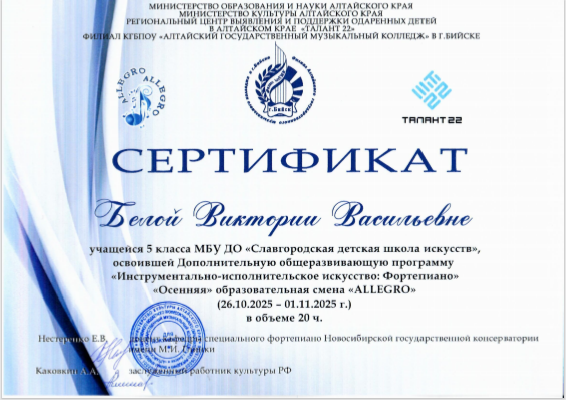 МИНИСТЕРСТВО ОБРАЗОВАНИЯ И НАУКИ АЛТАЙСКОГО КРАЯ
МИНИСТЕРСТВО КУЛЬТУРЫ АЛТАЙСКОГО КРАЯ
РЕГИОНАЛЬНЫЙ ЦЕНТР ВЫЯВЛЕНИЯ И ПОДДЕРЖКИ ОДАРЕННЫХ ДЕТЕЙ
В АЛТАЙСКОМ КРАЕ «ТАЛАНТ 22»
ФИЛИАЛ КГБПОУ «АЛТАЙСКИЙ ГОСУДАРСТВЕННЫЙ МУЗЫКАЛЬНЫЙ КОЛЛЕДЖ» В Г.БИЙСКЕ
ALLEGRO ALLEGRO
г.Бийск
ТАЛАНТ 22
СЕРТИФИКАТ
Белой Виктории Васильевне
учащейся 5 класса МБУ ДО «Славгородская детская школа искусств»,
освоившей Дополнительную общеразвивающую программу
«Инструментально-исполнительское искусство: Фортепиано»
«Осенняя» образовательная смена «ALLEGRO»
(26.10.2025 – 01.11.2025 г.)
в объеме 20 ч.
Нестеренко Е.В. специального фортепиано Новосибирской государственной консерватории
имени М.И. Глинки
Каковкин А.А. заслуженный работник культуры РФ